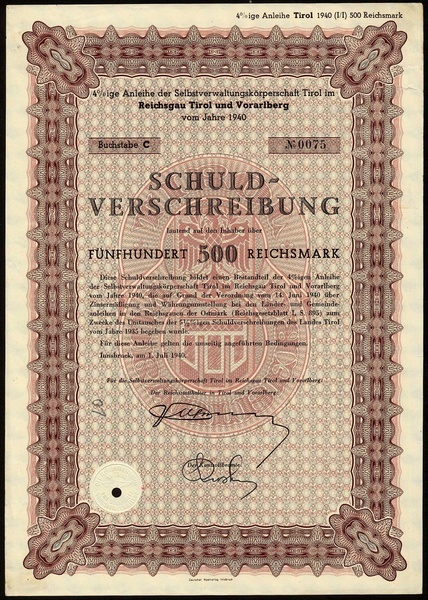 4%ige Anleihe Tirol 1940 (I/I) 500 Reichsmark
4%ige Anleihe der Selbstverwaltungskörperschaft Tirol im
Reichsgau Tirol und Vorarlberg
vom Jahre 1940
Buchstabe C
№ 0075
SCHULD-
VERSCHREIBUNG
lautend auf den Inhaber über
FÜNFHUNDERT 500 REICHSMARK
Diese Schuldverschreibung bildet einen Bestandteil der 4%igen Anleihe
der Selbstverwaltungskörperschaft Tirol im Reichsgau Tirol und Vorarlberg
vom Jahre 1940, die auf Grund der Verordnung vom 14. Juni 1940 über
Zinsermäßigung und Währungsumstellung bei den Länder- und Gemeinde-
anleihen in den Reichsgauen der Ostmark (Reichsgesetzblatt I, S. 895) zum
Zwecke des Umtausches der 5½%igen Schuldverschreibungen des Landes Tirol
vom Jahre 1935 begeben wurde.
Für diese Anleihe gelten die umseitig angeführten Bedingungen.
Innsbruck, am 1. Juli 1940.
Für die Selbstverwaltungskörperschaft Tirol im Reichsgau Tirol und Vorarlberg:
Der Reichsstatthalter in Tirol und Vorarlberg:
Der Kontrollbeamte:
100